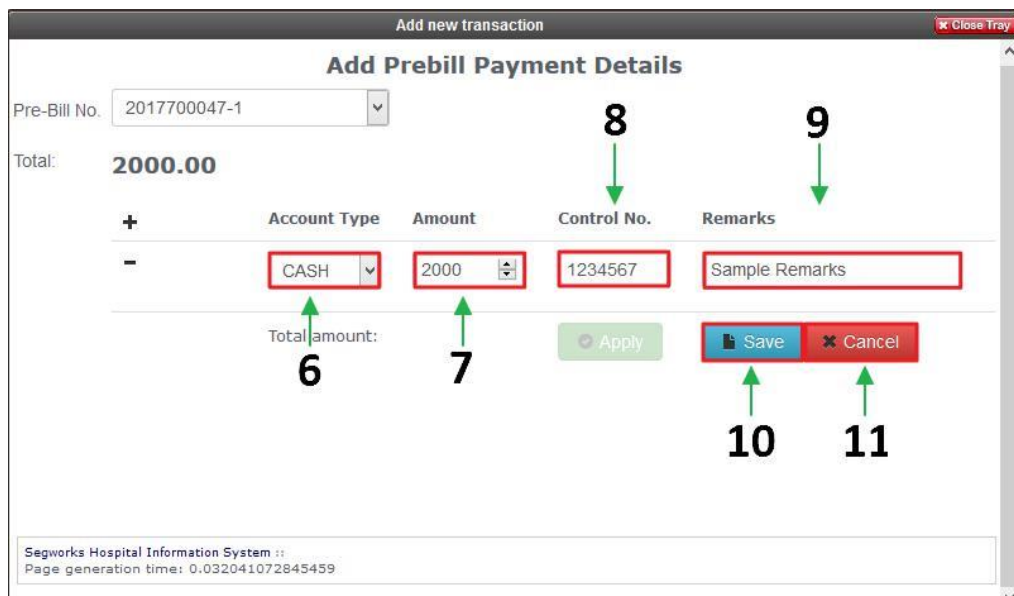 Add new transaction
× Close Tray
Add Prebill Payment Details
Pre-Bill No. 2017700047-1
8 9
Total: 2000.00
+ Account Type Amount Control No. Remarks
- CASH 2000 1234567 Sample Remarks
Total amount: Apply Save × Cancel
6 7
10 11
Segworks Hospital Information System ::
Page generation time: 0.032041072845459